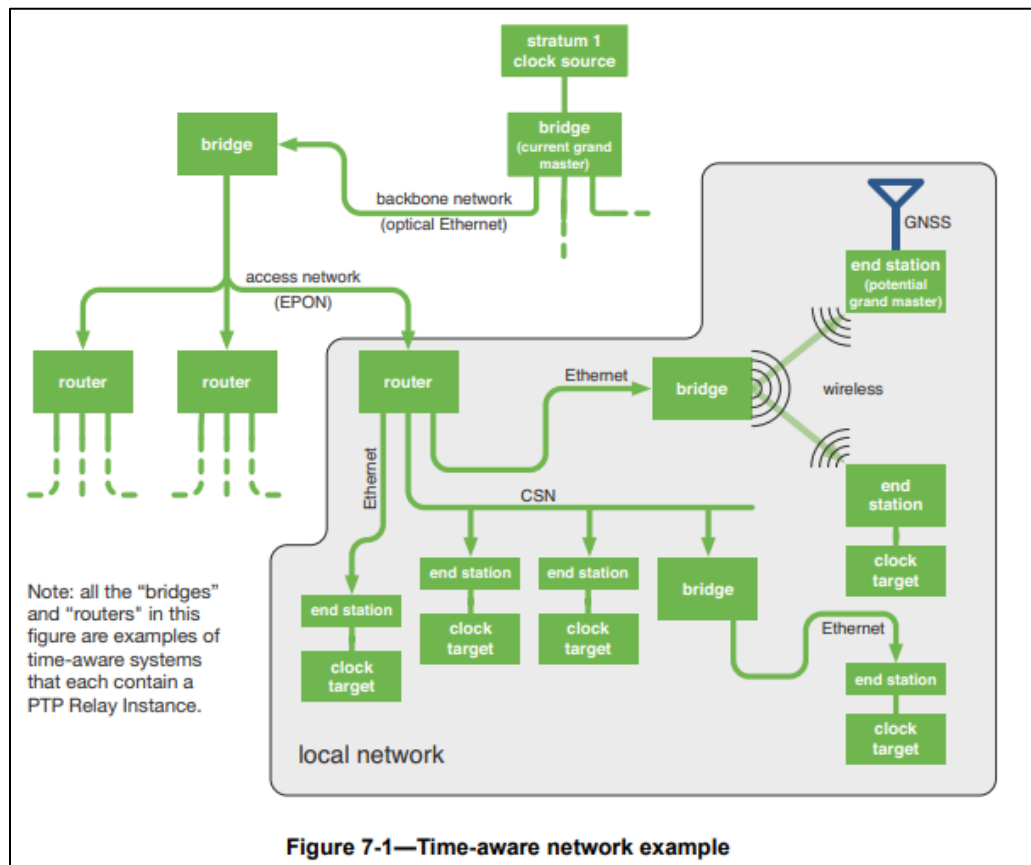 stratum 1
clock source
bridge
(current grand
master)
bridge
backbone network
(optical Ethernet)
GNSS
end station
(potential
grand master)
access network
(EPON)
router
router
router
Ethernet
bridge
wireless
Ethernet
CSN
end
station
clock
target
end station
clock
target
end station
clock
target
bridge
end station
clock
target
Ethernet
end station
clock
target
Note: all the “bridges”
and “routers" in this
figure are examples of
time-aware systems
that each contain a
PTP Relay Instance.
local network
Figure 7-1—Time-aware network example